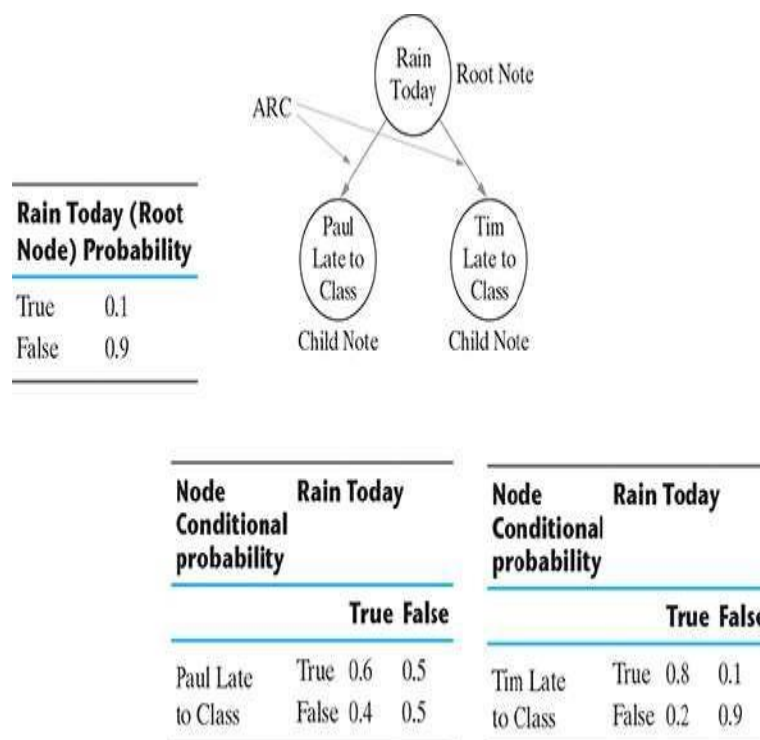 Rain
Today
Root Note
ARC
Rain Today (Root
Node) Probability
True 0.1
False 0.9
Paul
Late to
Class
Tim
Late to
Class
Child Note
Child Note
Node Rain Today
Conditional
probability
True False
Paul Late True 0.6 0.5
to Class False 0.4 0.5
Node Rain Today
Conditional
probability
True False
Tim Late True 0.8 0.1
to Class False 0.2 0.9